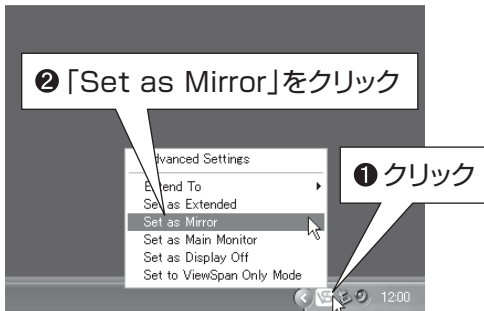 ❷「Set as Mirror」をクリック
Advanced Settings
❶クリック
Extend To
Set as Extended
Set as Mirror
Set as Main Monitor
Set as Display Off
Set to ViewSpan Only Mode
12:00